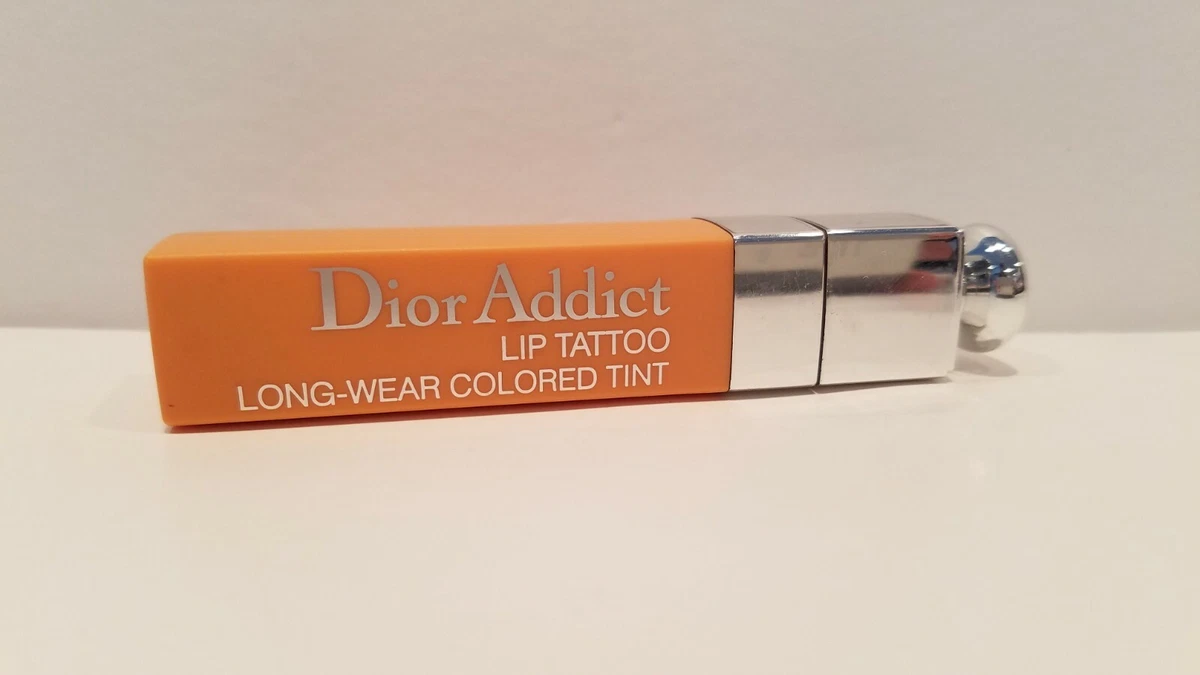 Dior Addict
LIP TATTOO
LONG-WEAR COLORED TINT